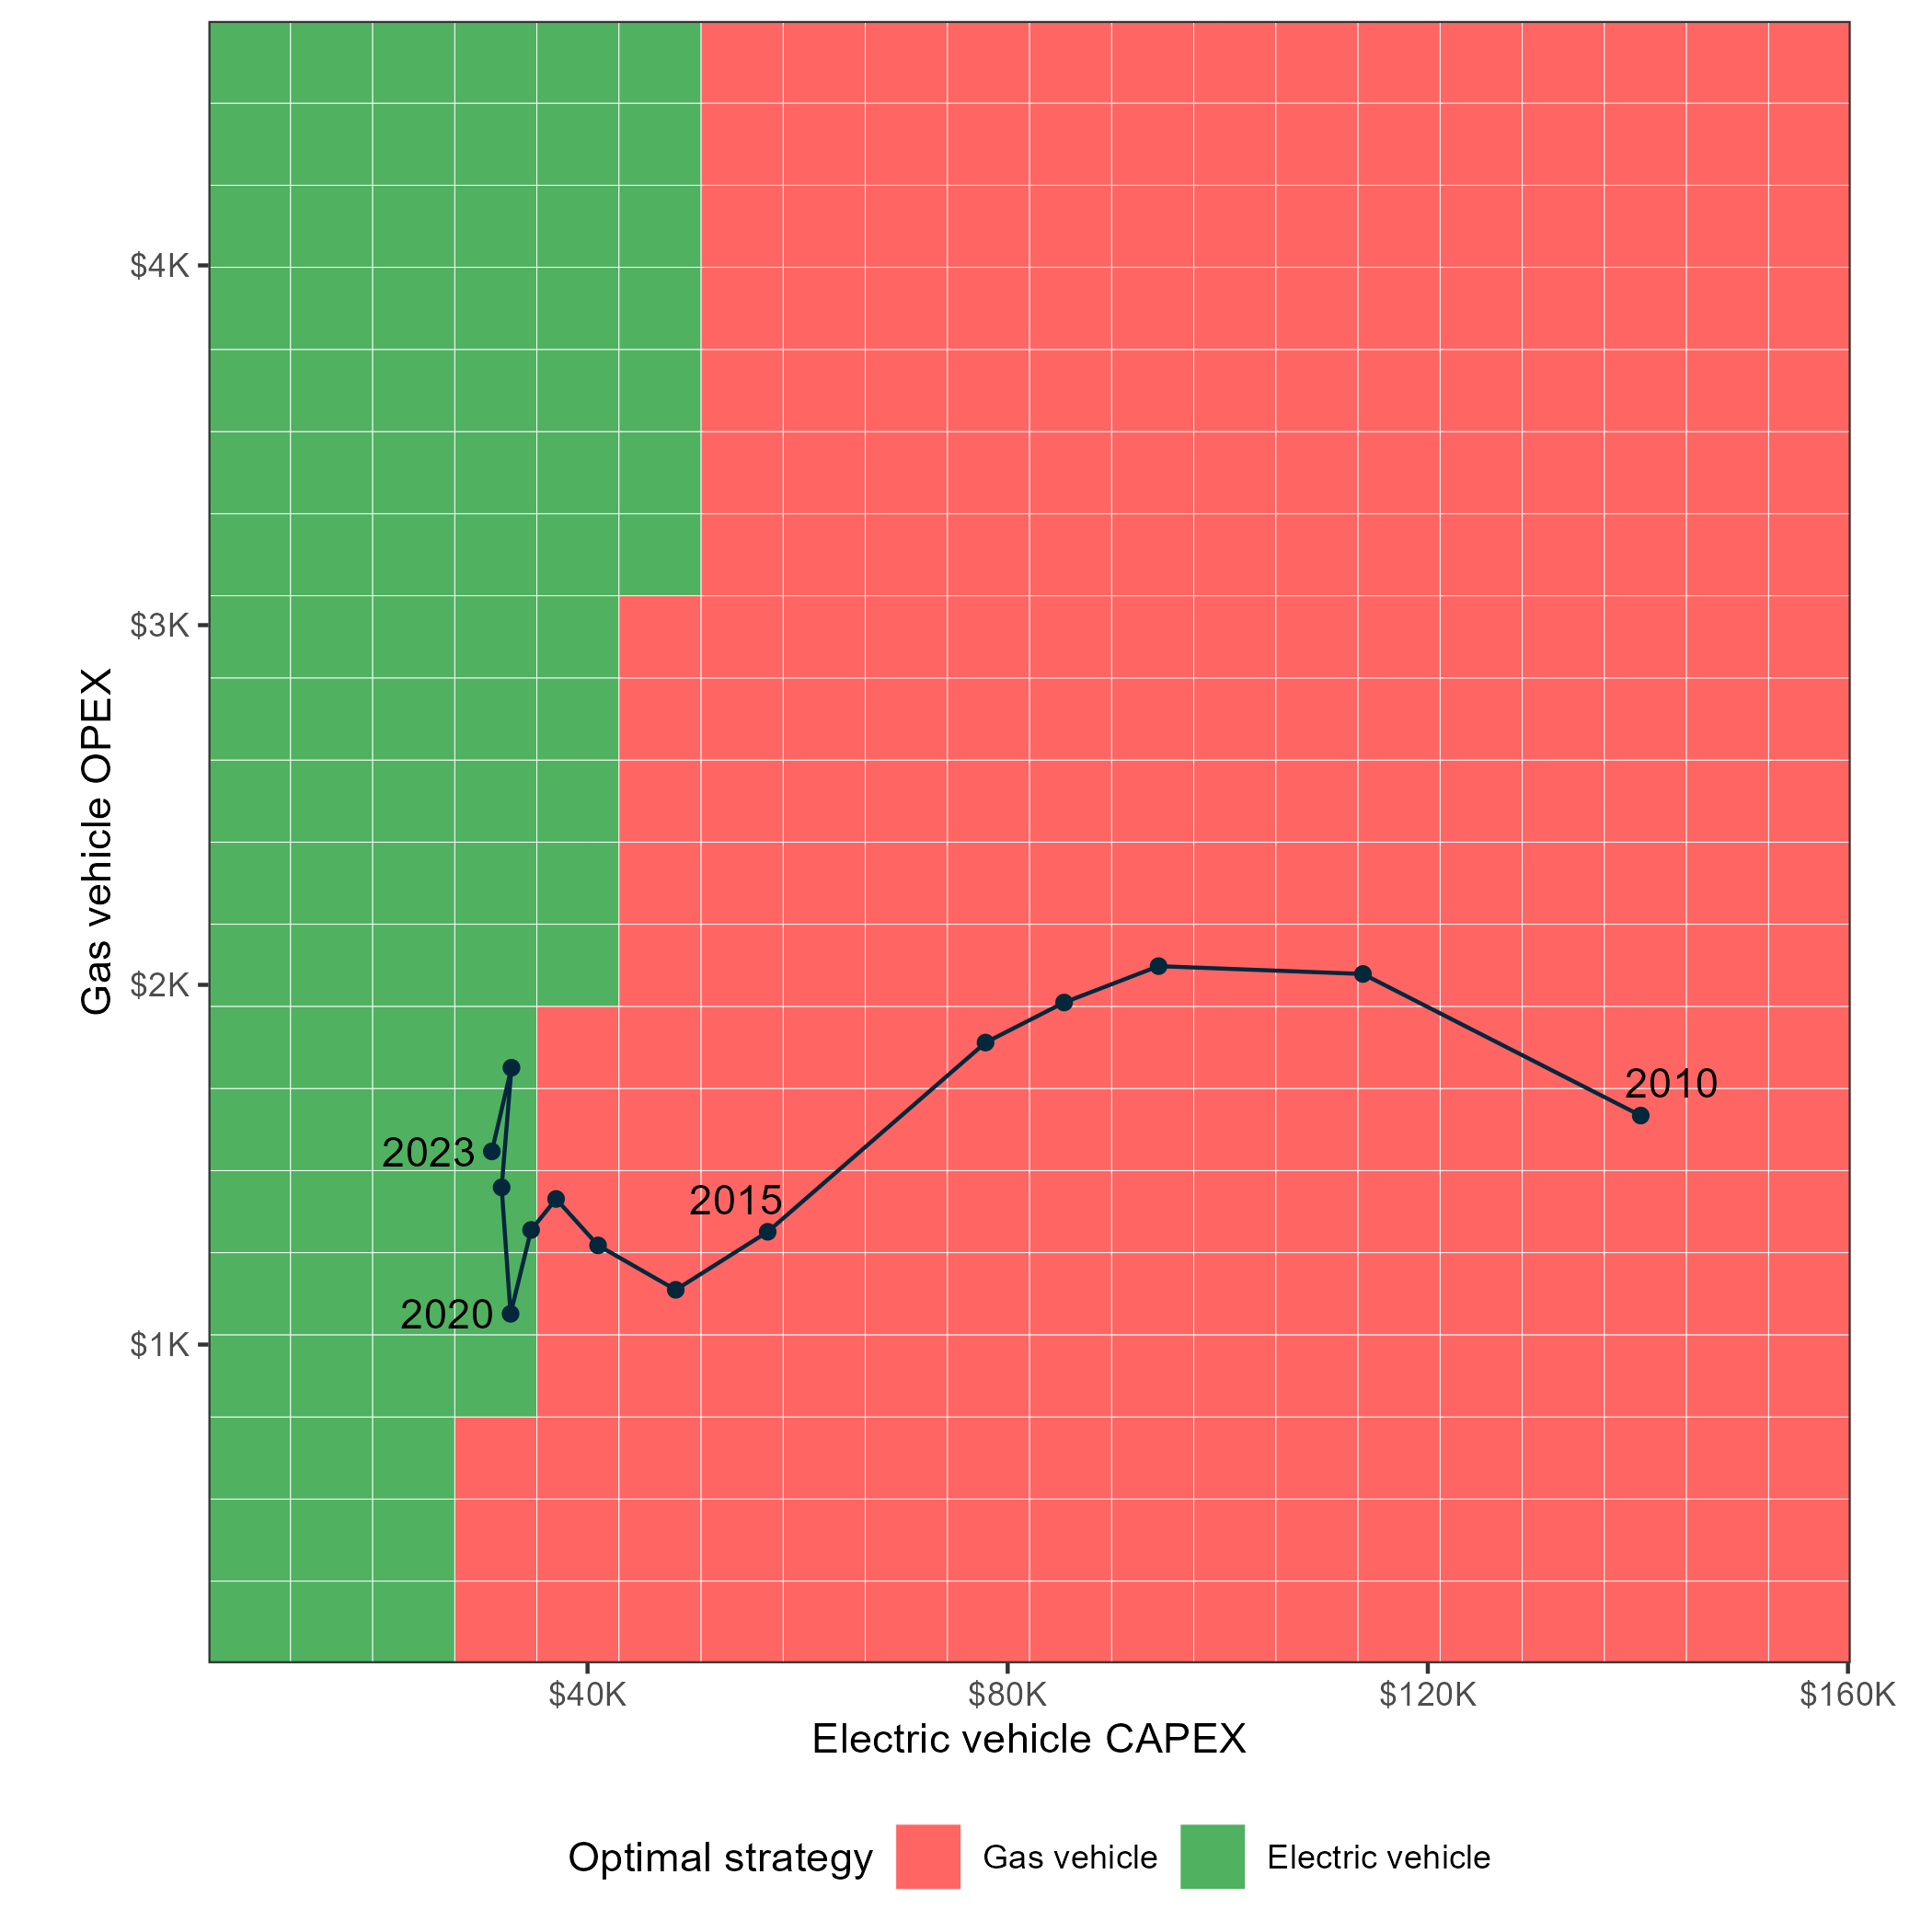 $4K
$3K
$2K
$1K
Gas vehicle OPEX
2010
2023
2015
2020
$40K
$80K
$120K
$160K
Electric vehicle CAPEX
Optimal strategy
Gas vehicle
Electric vehicle